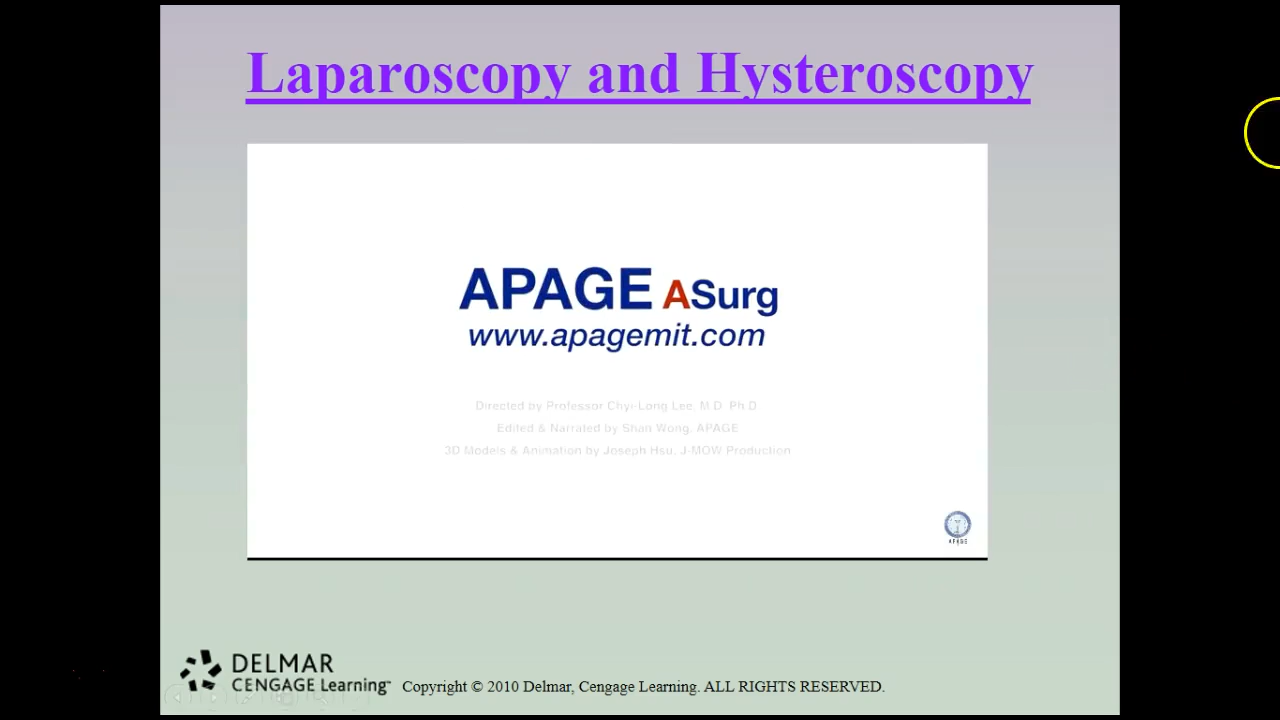 Laparoscopy and Hysteroscopy
APAGE ASurg
www.apagemit.com
Directed by Professor Chyi-Long Lee, M.D. Ph.D
Edited & Narrated by Shan Wong, APAGE
3D Models & Animation by Joseph Hsu, J-MOW Production
APAGE
DELMAR
CENGAGE Learning™
Copyright © 2010 Delmar, Cengage Learning. ALL RIGHTS RESERVED.